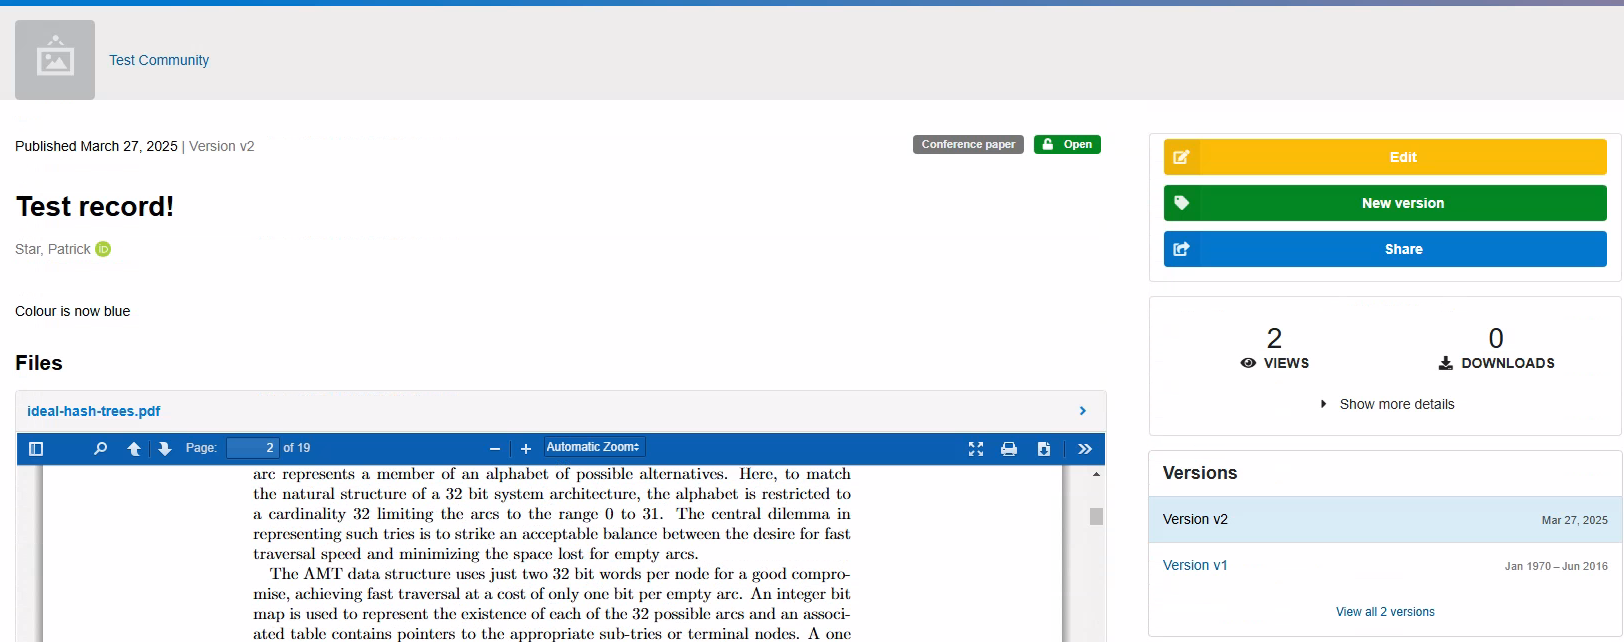 Test Community
Published March 27, 2025 | Version v2
Conference paper
Open
Test record!
Star, Patrick iD
Colour is now blue
Files
ideal-hash-trees.pdf
Page: 2 of 19
Automatic Zoom
arc represents a member of an alphabet of possible alternatives. Here, to match
the natural structure of a 32 bit system architecture, the alphabet is restricted to
a cardinality 32 limiting the arcs to the range 0 to 31. The central dilemma in
representing such tries is to strike an acceptable balance between the desire for fast
traversal speed and minimizing the space lost for empty arcs.
The AMT data structure uses just two 32 bit words per node for a good compro-
mise, achieving fast traversal at a cost of only one bit per empty arc. An integer bit
map is used to represent the existence of each of the 32 possible arcs and an associ-
ated table contains pointers to the appropriate sub-tries or terminal nodes. A one
Edit
New version
Share
2
VIEWS
0
DOWNLOADS
Show more details
Versions
Version v2
Mar 27, 2025
Version v1
Jan 1970 – Jun 2016
View all 2 versions